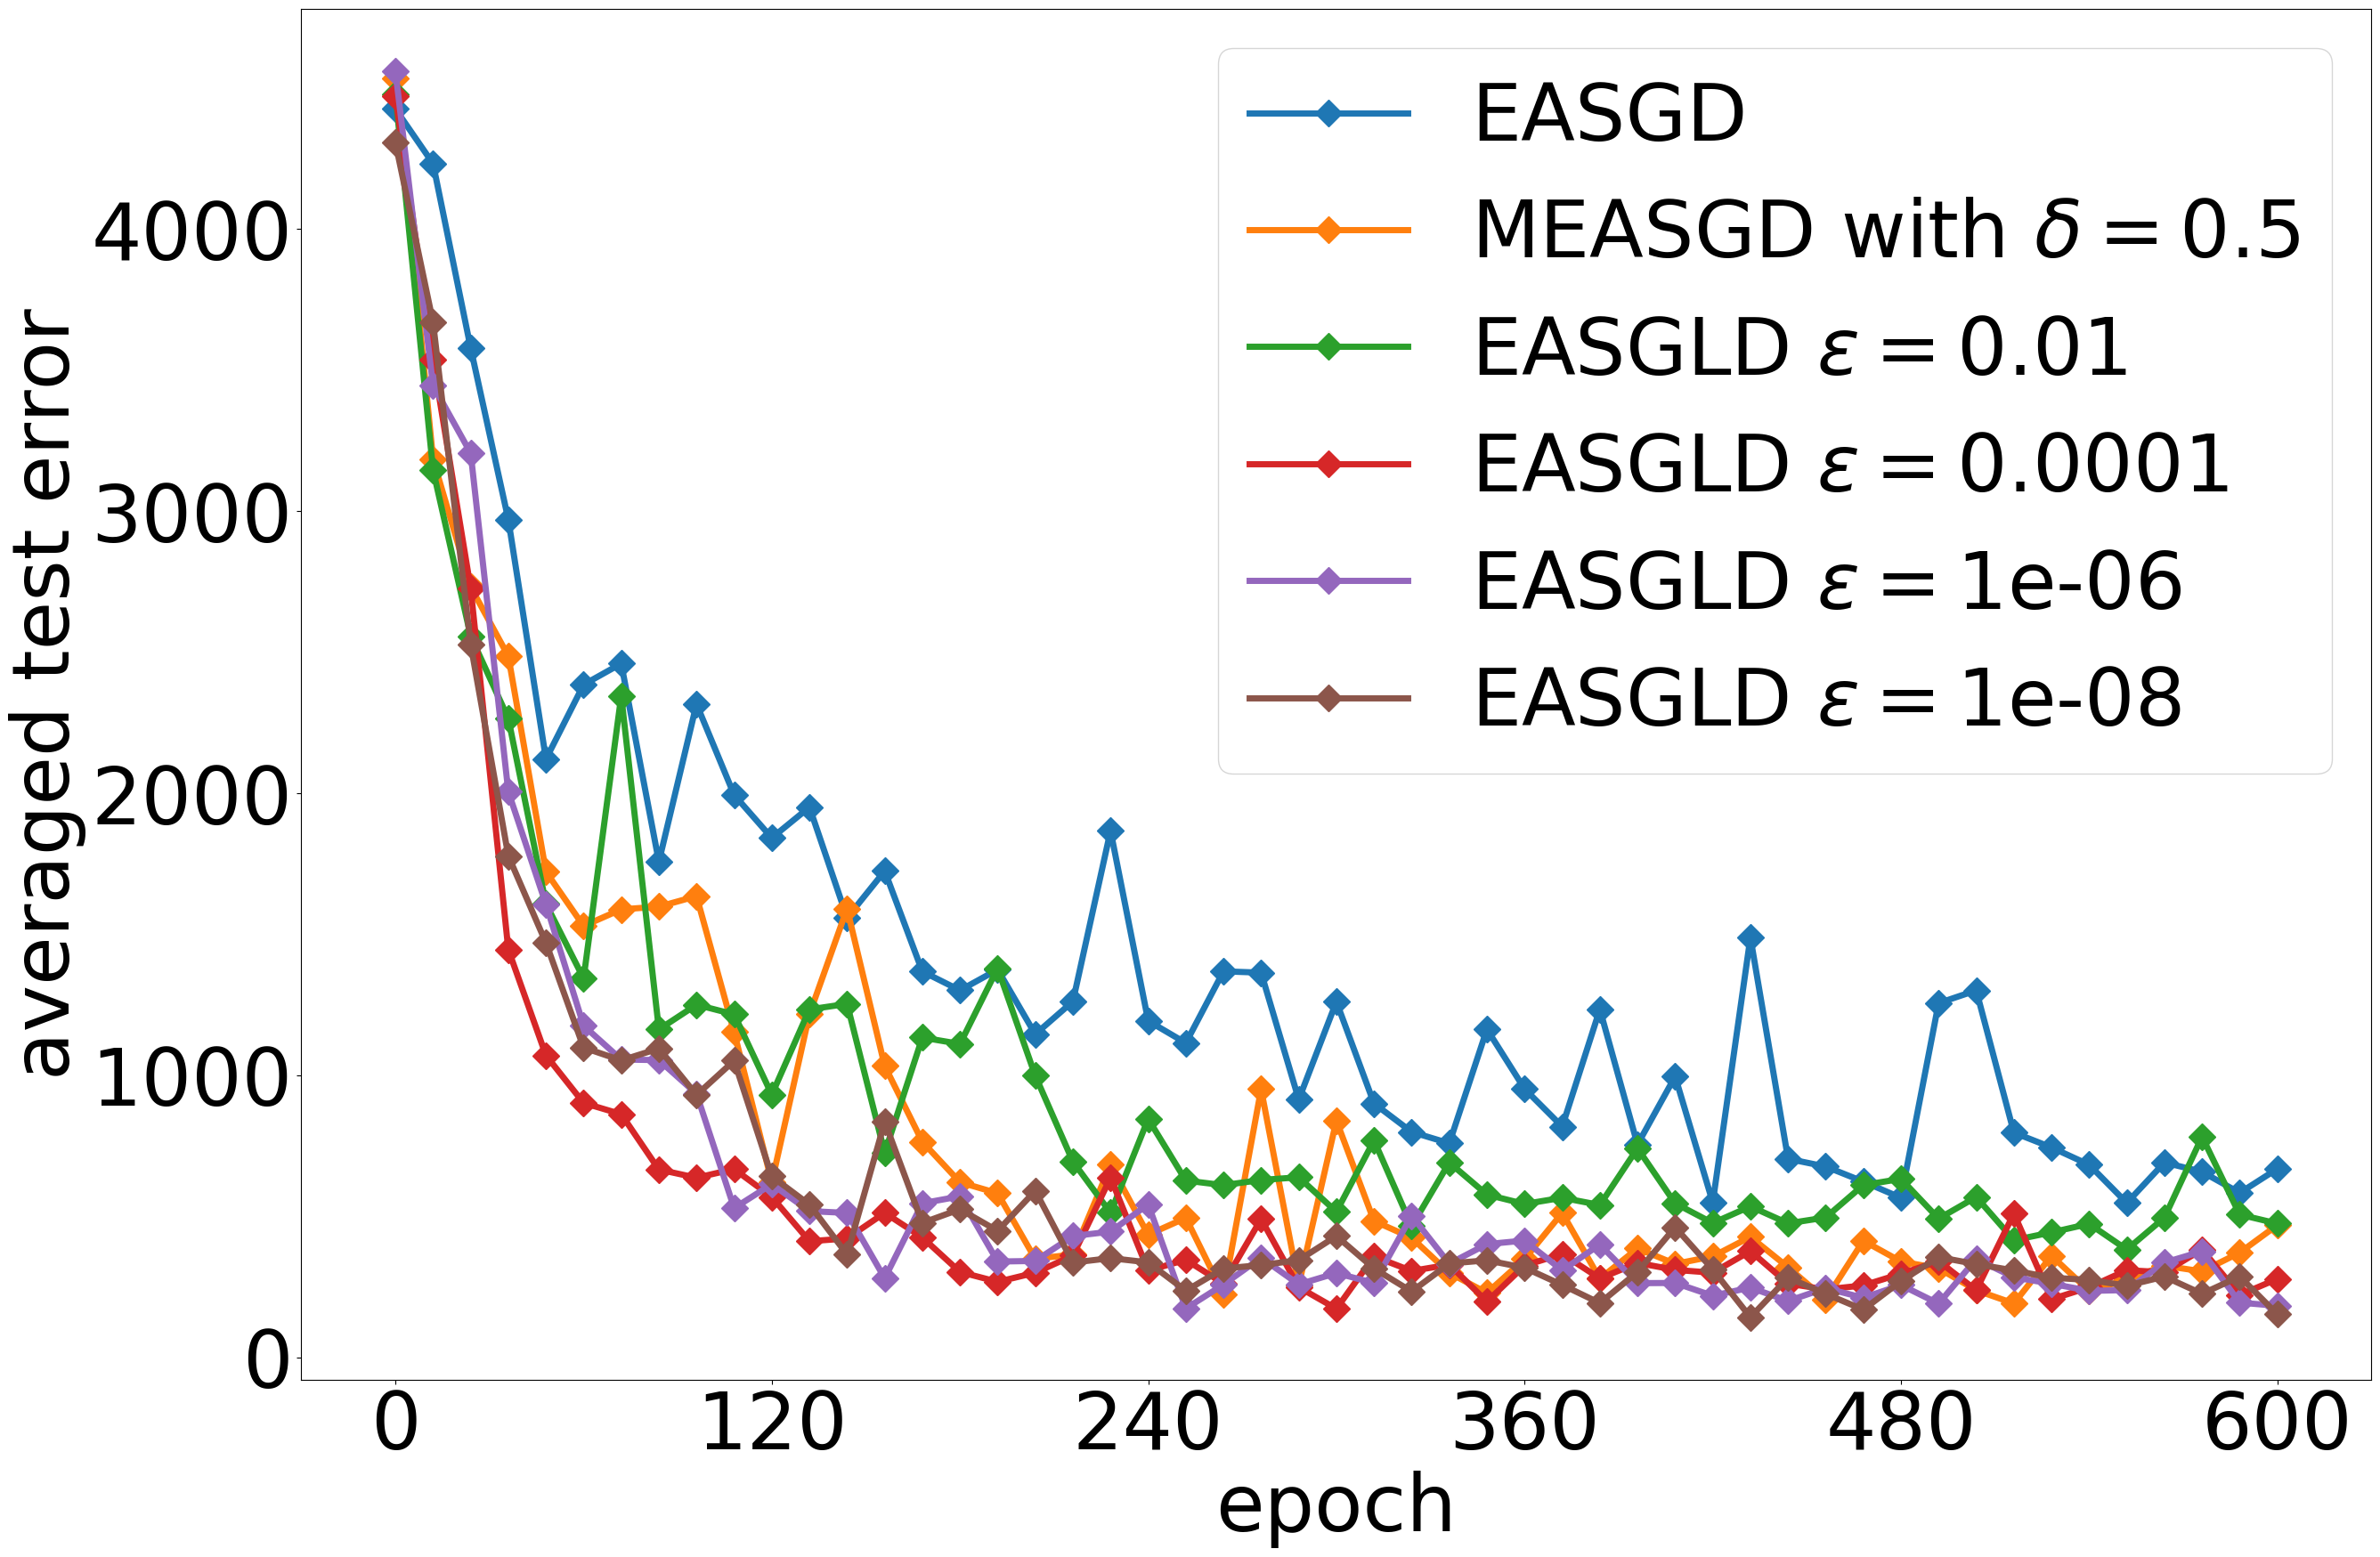 EASGD
MEASGD with δ = 0.5
EASGLD ε = 0.01
EASGLD ε = 0.0001
EASGLD ε = 1e-06
EASGLD ε = 1e-08
averaged test error
4000
3000
2000
1000
0
0 120 240 360 480 600
epoch